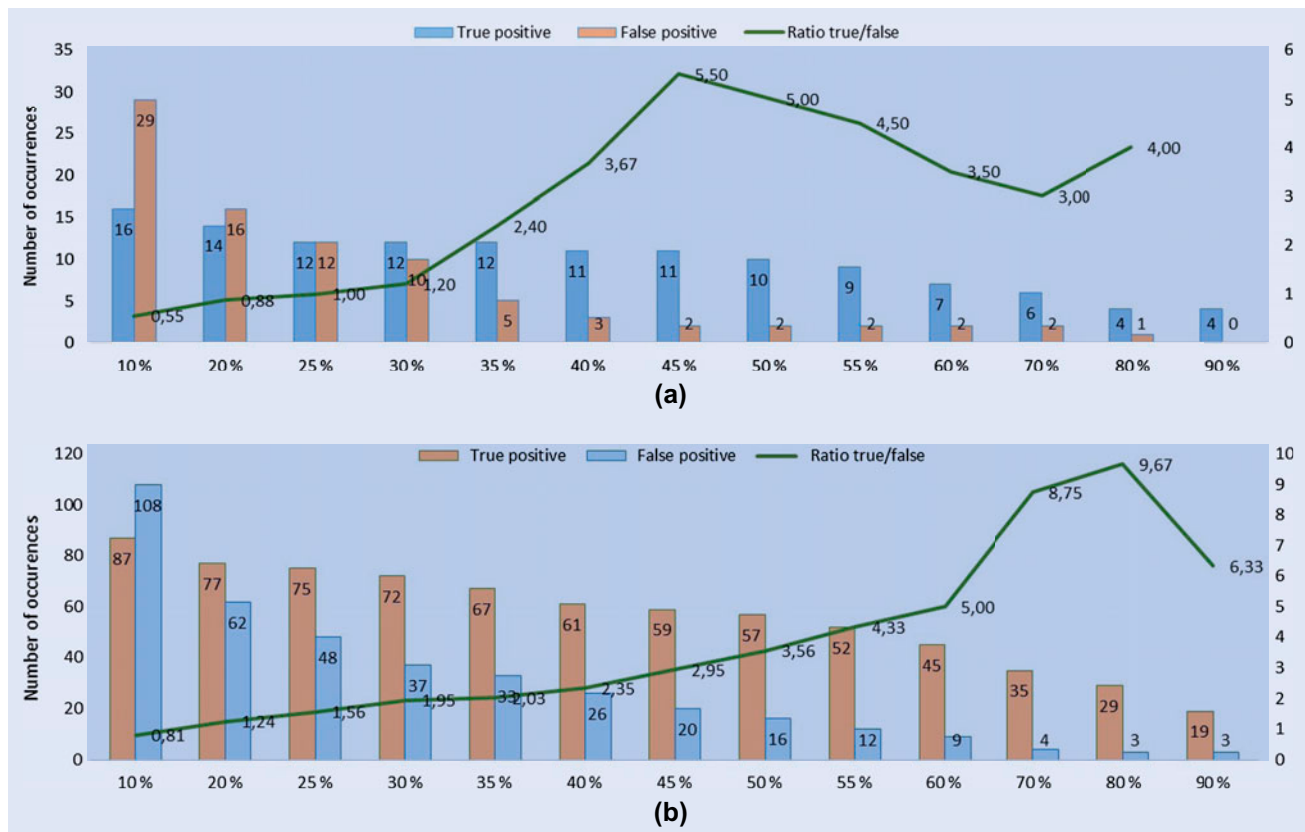 True positive False positive Ratio true/false
Number of occurrences
35
30
25
20
15
10
5
0
6
5
4
3
2
1
0
16 14 12 12 12 11 11 10 9 7 6 4 4
29 16 12 10 5 3 2 2 2 2 2 1 0
0,55 0,88 1,00 1,20 2,40 3,67 5,50 5,00 4,50 3,50 3,00 4,00
10 % 20 % 25 % 30 % 35 % 40 % 45 % 50 % 55 % 60 % 70 % 80 % 90 %
(a)
True positive False positive Ratio true/false
Number of occurences
120
100
80
60
40
20
0
10
9
8
7
6
5
4
3
2
1
0
87 77 75 72 67 61 59 57 52 45 35 29 19
108 62 48 37 33 26 20 16 12 9 4 3 3
0,81 1,24 1,56 1,95 2,03 2,35 2,95 3,56 4,33 5,00 8,75 9,67 6,33
10 % 20 % 25 % 30 % 35 % 40 % 45 % 50 % 55 % 60 % 70 % 80 % 90 %
(b)